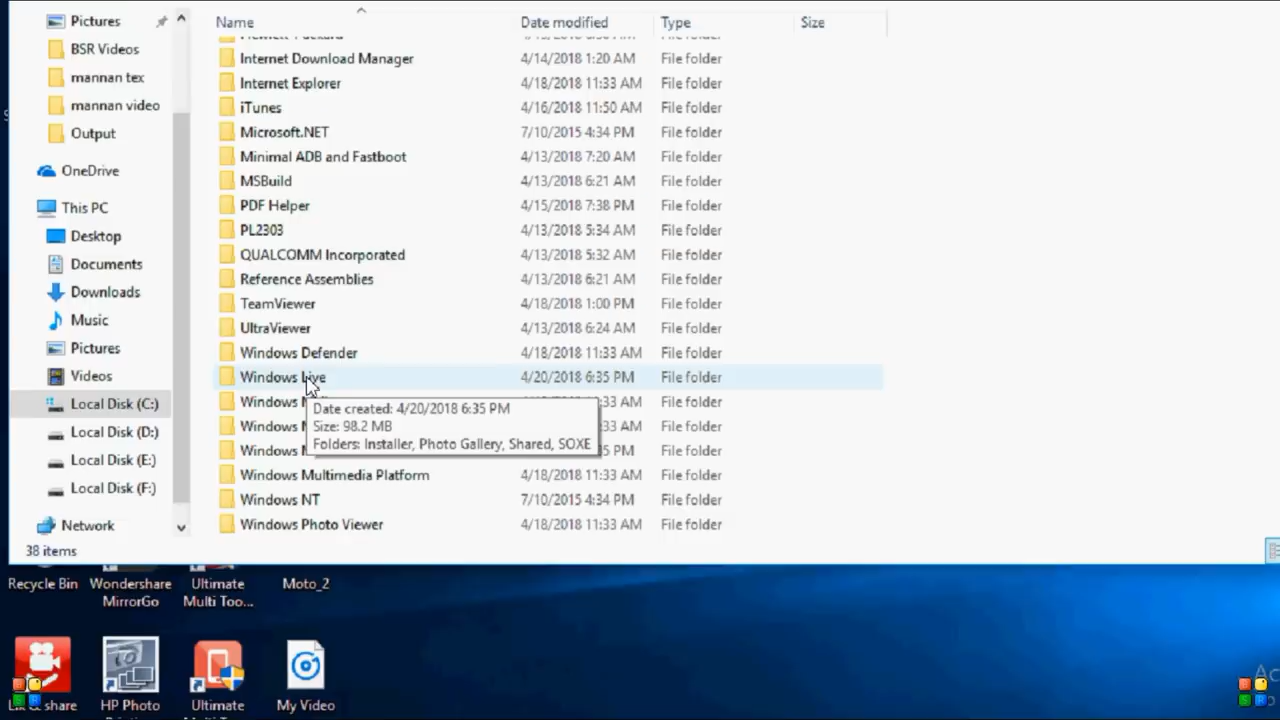 Pictures
BSR Videos
mannan tex
mannan video
Output
OneDrive
This PC
Desktop
Documents
Downloads
Music
Pictures
Videos
Local Disk (C:)
Local Disk (D:)
Local Disk (E:)
Local Disk (F:)
Network
38 items
Name Date modified Type Size
Internet Download Manager 4/14/2018 1:20 AM File folder
Internet Explorer 4/18/2018 11:33 AM File folder
iTunes 4/16/2018 11:50 AM File folder
Microsoft.NET 7/10/2015 4:34 PM File folder
Minimal ADB and Fastboot 4/13/2018 7:20 AM File folder
MSBuild 4/13/2018 6:21 AM File folder
PDF Helper 4/15/2018 7:38 PM File folder
PL2303 4/13/2018 5:34 AM File folder
QUALCOMM Incorporated 4/13/2018 5:32 AM File folder
Reference Assemblies 4/13/2018 6:21 AM File folder
TeamViewer 4/18/2018 1:00 PM File folder
UltraViewer 4/13/2018 6:24 AM File folder
Windows Defender 4/18/2018 11:33 AM File folder
Windows Live 4/20/2018 6:35 PM File folder
Windows File folder
Windows File folder
Windows File folder
Date created: 4/20/2018 6:35 PM
Size: 98.2 MB
Folders: Installer, Photo Gallery, Shared, SOXE
Windows Multimedia Platform 4/18/2018 11:33 AM File folder
Windows NT 7/10/2015 4:34 PM File folder
Windows Photo Viewer 4/18/2018 11:33 AM File folder
Recycle Bin
Wondershare
MirrorGo
Ultimate
Multi Too...
Moto_2
share
HP Photo
Ultimate
My Video